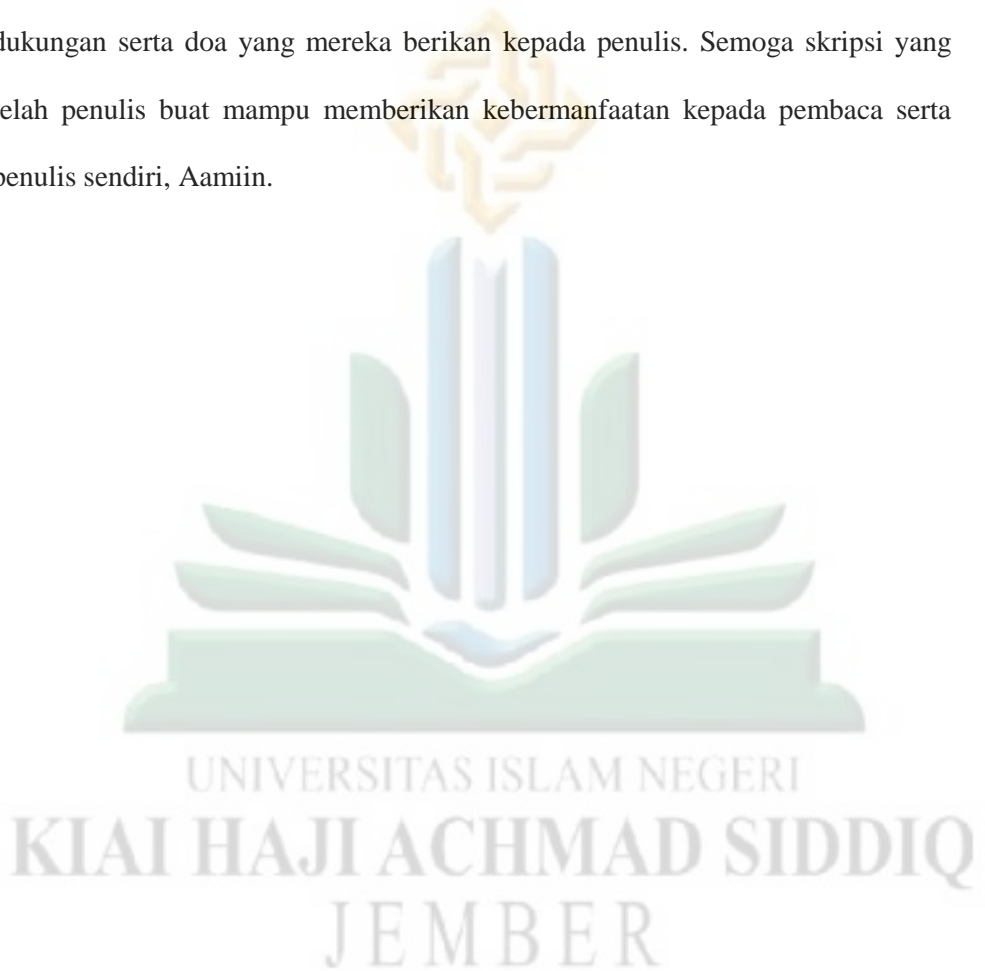 dukungan serta doa yang mereka berikan kepada penulis. Semoga skripsi yang
elah penulis buat mampu memberikan kebermanfaatan kepada pembaca serta
penulis sendiri, Aamiin.
UNIVERSITAS ISLAM NEGERI
KIAI HAJI ACHMAD SIDDIQ
JEMBER